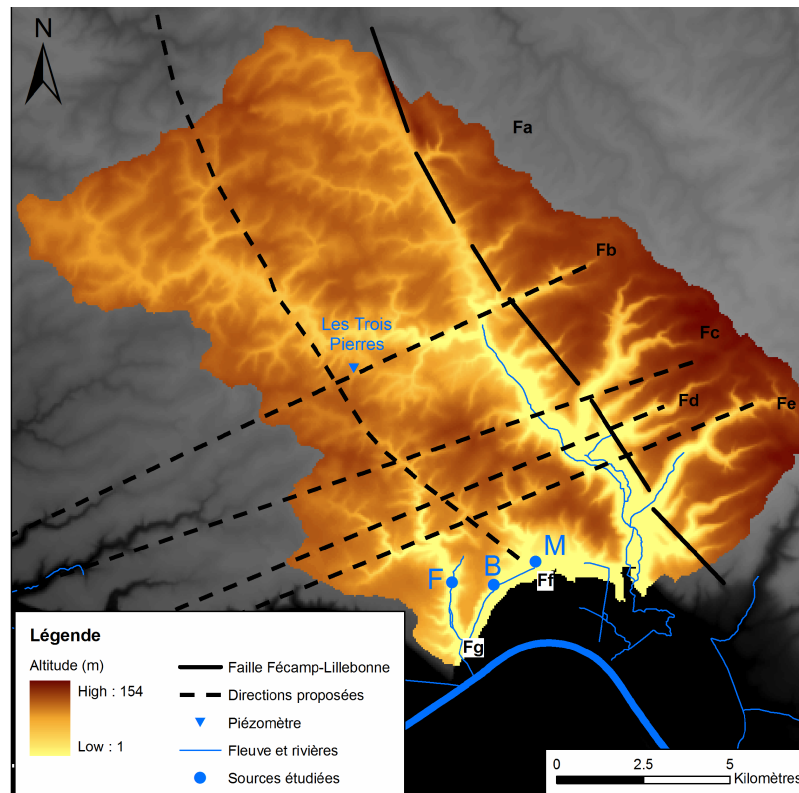 N
Fa
Fb
Les Trois
Pierres
Fc
Fd
Fe
M
F
B
Ff
Fg
Légende
Altitude (m)
High : 154
Low : 1
Faille Fécamp-Lillebonne
Directions proposées
Piézomètre
Fleuve et rivières
Sources étudiées
0 2.5 5
Kilomètres